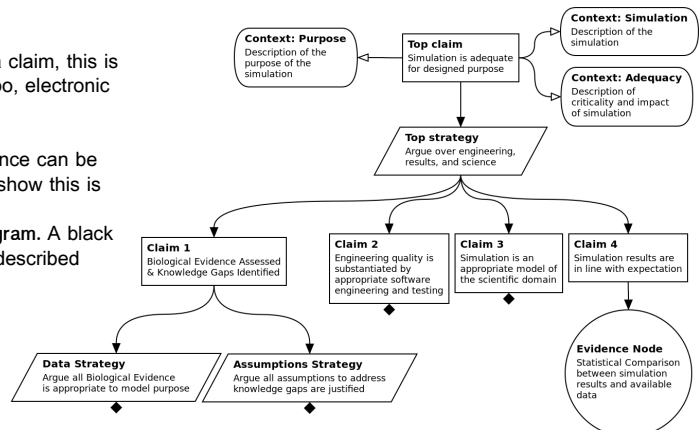 a claim, this is
electronic
nce can be
show this is
gram. A black
described
Context: Purpose
Description of the
purpose of the
simulation
Top claim
Simulation is adequate
for designed purpose
Context: Simulation
Description of the
simulation
Context: Adequacy
Description of
criticality and impact
of simulation
Top strategy
Argue over engineering,
results, and science
Claim 1
Biological Evidence Assessed
& Knowledge Gaps Identified
Claim 2
Engineering quality is
substantiated by
appropriate software
engineering and testing
Claim 3
Simulation is an
appropriate model of
the scientific domain
Claim 4
Simulation results are
in line with expectation
Data Strategy
Argue all Biological Evidence
is appropriate to model purpose
Assumptions Strategy
Argue all assumptions to address
knowledge gaps are justified
Evidence Node
Statistical Comparison
between simulation
results and available
data